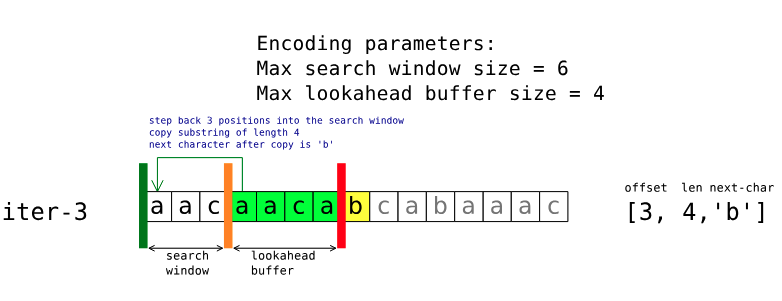 Encoding parameters:
Max search window size = 6
Max lookahead buffer size = 4
step back 3 positions into the search window
copy substring of length 4
next character after copy is 'b'
offset len next-char
iter-3 a a c a a c a b c a b a a a c [3, 4,'b']
search window
lookahead buffer